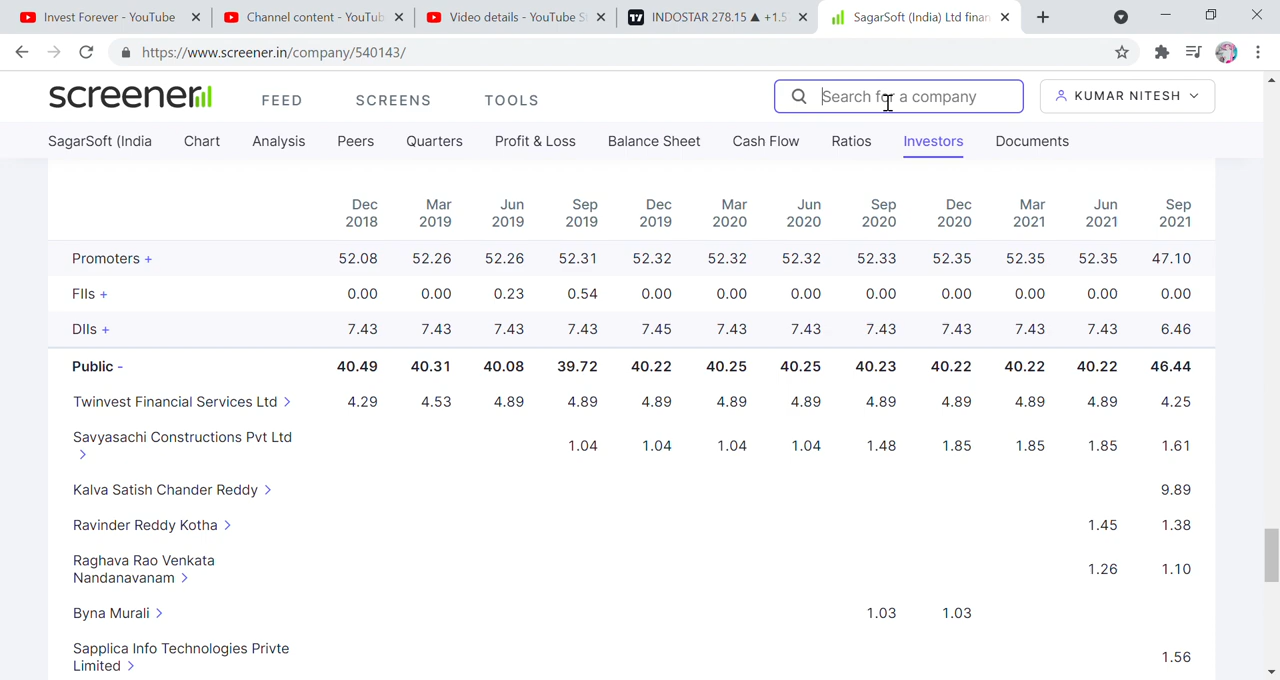 Invest Forever - YouTube
Channel content - YouTub
Video details - YouTube S
INDOSTAR 278.15 ▲ +1.5
SagarSoft (India) Ltd finan
https://www.screener.in/company/540143/
screener
FEED SCREENS TOOLS
Search for a company
KUMAR NITESH
SagarSoft (India Chart Analysis Peers Quarters Profit & Loss Balance Sheet Cash Flow Ratios Investors Documents
Dec Mar Jun Sep Dec Mar Jun Sep Dec Mar Jun Sep
2018 2019 2019 2019 2019 2020 2020 2020 2020 2021 2021 2021
Promoters + 52.08 52.26 52.26 52.31 52.32 52.32 52.32 52.33 52.35 52.35 52.35 47.10
FIIs + 0.00 0.00 0.23 0.54 0.00 0.00 0.00 0.00 0.00 0.00 0.00 0.00
DIIs + 7.43 7.43 7.43 7.43 7.45 7.43 7.43 7.43 7.43 7.43 7.43 6.46
Public - 40.49 40.31 40.08 39.72 40.22 40.25 40.25 40.23 40.22 40.22 40.22 46.44
Twinvest Financial Services Ltd > 4.29 4.53 4.89 4.89 4.89 4.89 4.89 4.89 4.89 4.89 4.89 4.25
Savyasachi Constructions Pvt Ltd
> 1.04 1.04 1.04 1.04 1.48 1.85 1.85 1.85 1.61
Kalva Satish Chander Reddy > 9.89
Ravinder Reddy Kotha > 1.45 1.38
Raghava Rao Venkata
Nandanavanam > 1.26 1.10
Byna Murali > 1.03 1.03
Sapplica Info Technologies Privte
Limited > 1.56